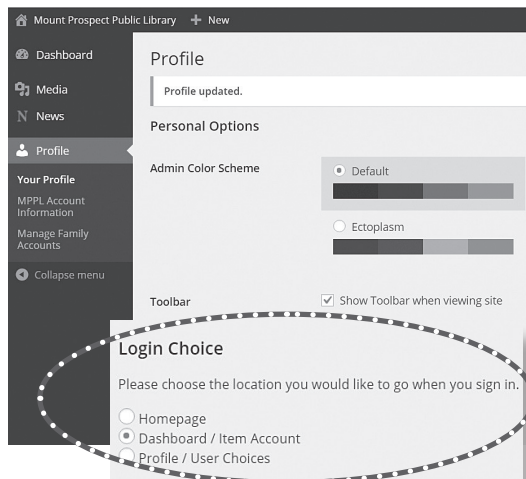 Mount Prospect Public Library + New
Dashboard
Media
News
Profile
Your Profile
MPPL Account
Information
Manage Family
Accounts
Collapse menu
Profile
Profile updated.
Personal Options
Admin Color Scheme
Default
Ectoplasm
Toolbar
Show Toolbar when viewing site
Login Choice
Please choose the location you would like to go when you sign in.
Homepage
Dashboard / Item Account
Profile / User Choices